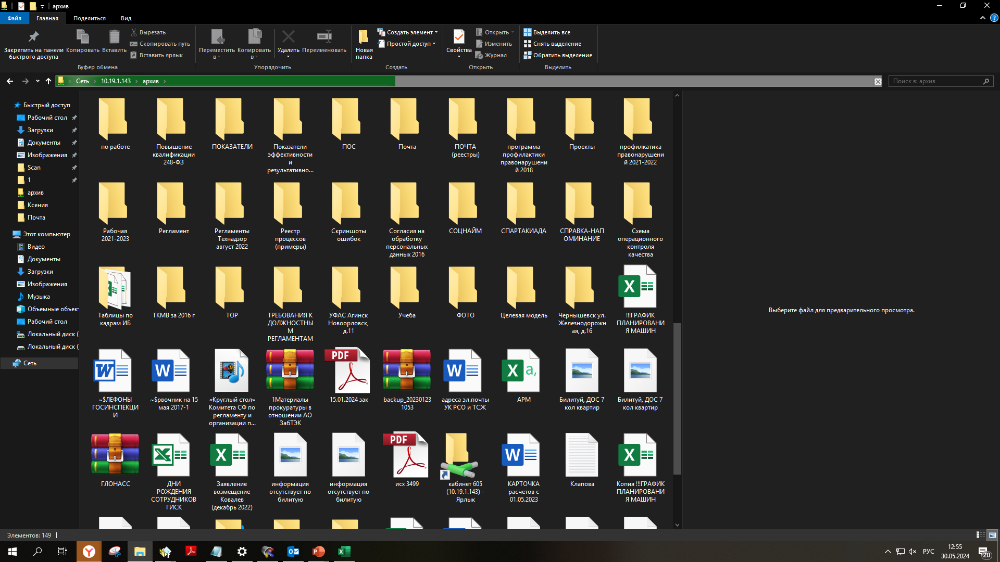 архив
Файл
Главная
Поделиться
Вид
Закрепить на панели
быстрого доступа
Копировать
Вставить
Вырезать
Скопировать путь
Вставить ярлык
Буфер обмена
Переместить
в
Копировать
в
Удалить
Переименовать
Упорядочить
Новая
папка
Создать элемент
Простой доступ
Создать
Свойства
Открыть
Изменить
Журнал
Открыть
Выделить все
Снять выделение
Обратить выделение
Выделить
Сеть
10.19.1.143
архив
Поиск в: архив
Быстрый доступ
Рабочий стол
Загрузки
Документы
Изображения
Scan
1
архив
Ксения
Почта
Этот компьютер
Видео
Документы
Загрузки
Изображения
Музыка
Объемные объект
Рабочий стол
Локальный диск (
Локальный диск (
Сеть
по работе
Повышение
квалификации
248-ФЗ
ПОКАЗАТЕЛИ
Показатели
эффективности
и
результативно...
ПОС
Почта
ПОЧТА
(реестры)
программа
профилактики
правонарушени
й 2018
Проекты
профилкатика
правонарушени
й 2021-2022
Рабочая
2021-2023
Регламент
Регламенты
Технадзор
август 2022
Реестр
процессов
(примеры)
Скриншоты
ошибок
Согласия на
обработку
персональных
данных 2016
СОЦНАЙМ
СПАРТАКИАДА
СПРАВКА-НАП
ОМИНАНИЕ
Схема
операционного
контроля
качества
Таблицы по
кадрам ИБ
ТКМВ за 2016 г
ТОР
ТРЕБОВАНИЯ К
ДОЛЖНОСТНЫ
М
РЕГЛАМЕНТАМ
УФАС Агинск
Новоорловск,
д.11
Учеба
ФОТО
Целевая модель
Чернышевск ул.
Железнодорожн
ая, д.16
!!!ГРАФИК
ПЛАНИРОВАНИ
Я МАШИН
~$ЛЕФОНЫ
ГОСИНСПЕКЦИ
И
~$рвочник на 15
мая 2017-1
«Круглый стол»
Комитета СФ по
регламенту и
организации п...
1Материалы
прокуратуры в
отношении АО
ЗабТЭК
15.01.2024 зак
backup_20230123
1053
адреса эл.почты
УК РСО и ТСЖ
АРМ
Билитуй, ДОС 7
кол квартир
Билитуй, ДОС 7
кол квартир
ГЛОНАСС
ДНИ
РОЖДЕНИЯ
СОТРУДНИКОВ
ГИСК
Заявление
возмещение
Ковалев
(декабрь 2022)
информация
отсутствует по
билитую
информация
отсутствует по
билитую
исх 3499
кабинет 605
(10.19.1.143) -
Ярлык
КАРТОЧКА
расчетов с
01.05.2023
Клапова
Копия !!!ГРАФИК
ПЛАНИРОВАНИ
Я МАШИН
Выберите файл для предварительного просмотра.
Элементов: 149
РУС
12:55
30.05.2024
20